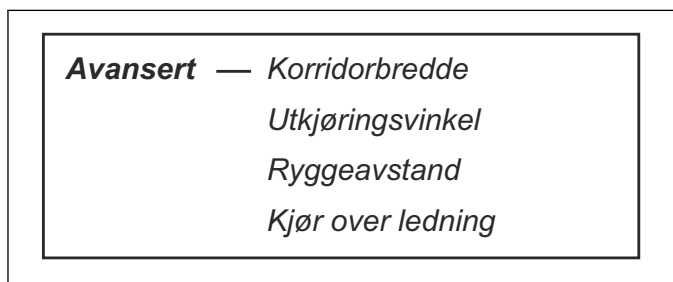 Avansert — Korridorbredde
Utkjøringsvinkel
Ryggeavstand
Kjør over ledning